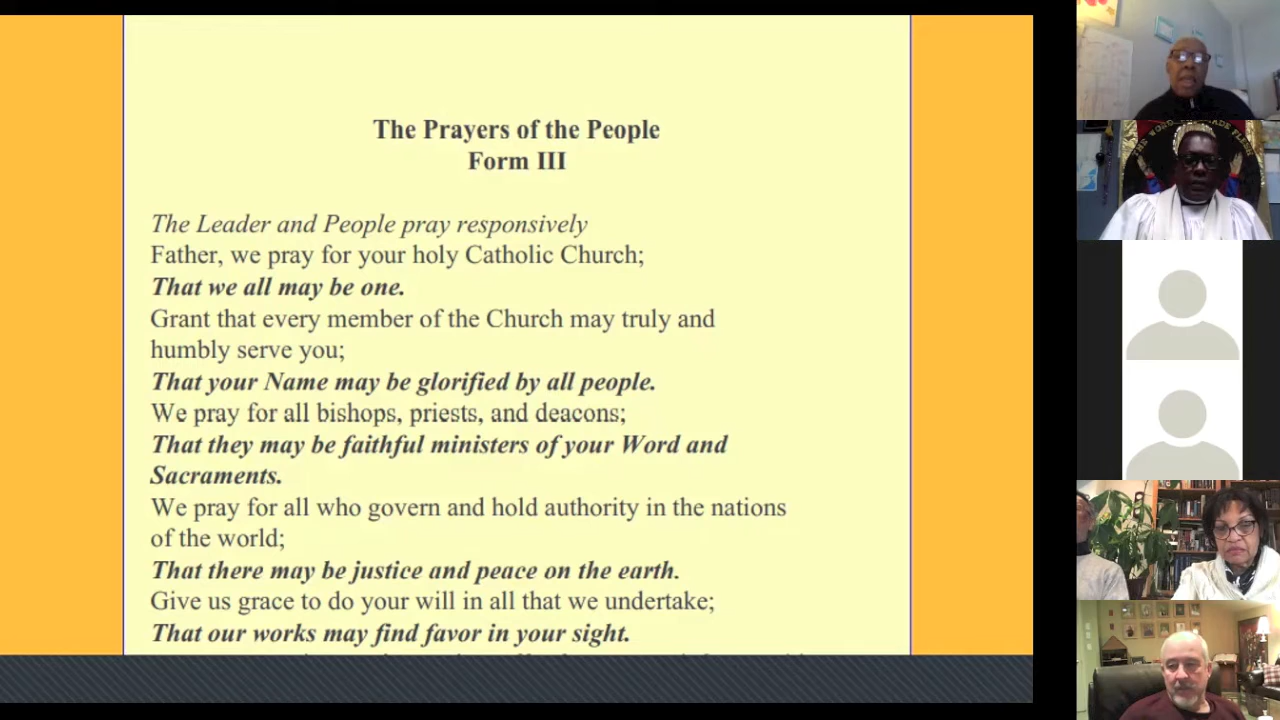 The Prayers of the People
Form III
The Leader and People pray responsively
Father, we pray for your holy Catholic Church;
That we all may be one.
Grant that every member of the Church may truly and
humbly serve you;
That your Name may be glorified by all people.
We pray for all bishops, priests, and deacons;
That they may be faithful ministers of your Word and
Sacraments.
We pray for all who govern and hold authority in the nations
of the world;
That there may be justice and peace on the earth.
Give us grace to do your will in all that we undertake;
That our works may find favor in your sight.
THE WORD MADE FLESH